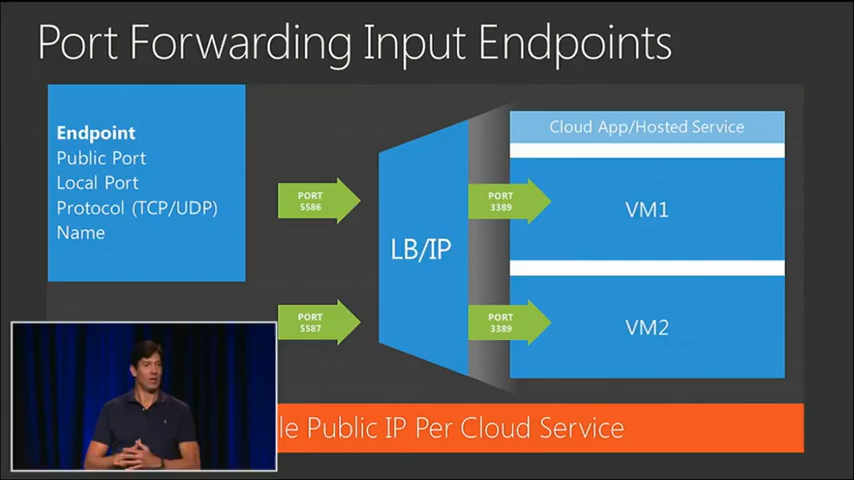 Port Forwarding Input Endpoints
Endpoint
Public Port
Local Port
Protocol (TCP/UDP)
Name
PORT
5586
LB/IP
PORT
3389
Cloud App/Hosted Service
VM1
PORT
5587
PORT
3389
VM2
Public IP Per Cloud Service